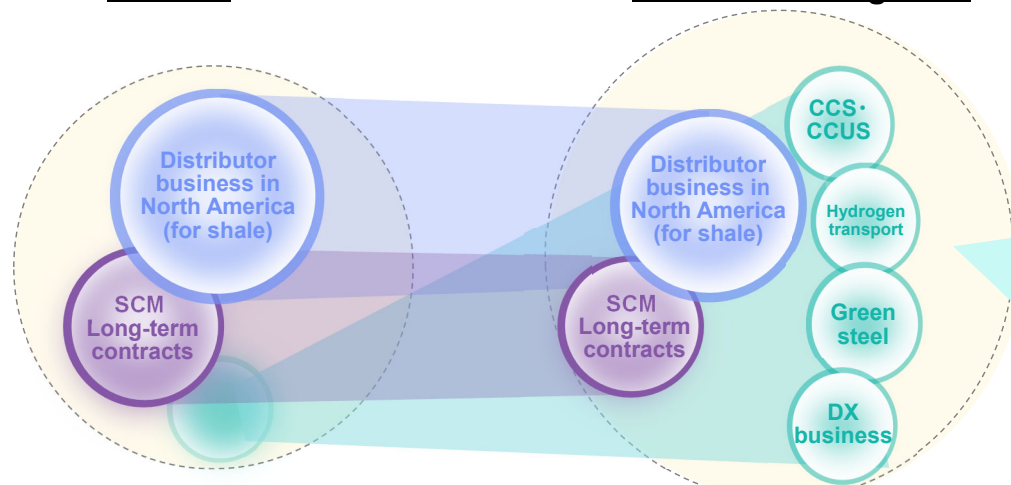 Distributor
business in
North America
(for shale)
SCM
Long-term
contracts
Distributor
business in
North America
(for shale)
SCM
Long-term
contracts
CCS・
CCUS
Hydrogen
transport
Green
steel
DX
business